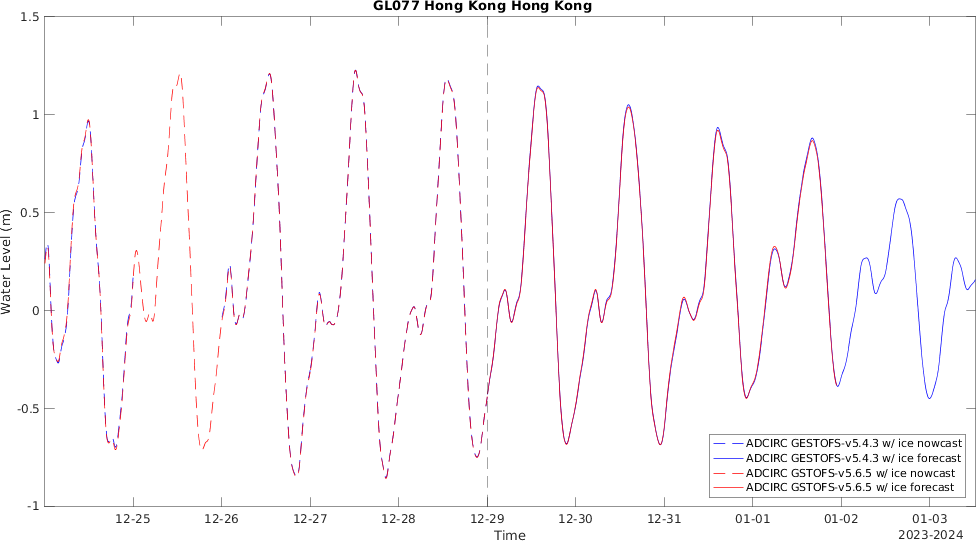 GL077 Hong Kong Hong Kong
1.5
1
0.5
0
-0.5
-1
Water Level (m)
12-25
12-26
12-27
12-28
12-29
12-30
12-31
01-01
01-02
01-03
Time
2023-2024
ADCIRC GESTOFS-v5.4.3 w/ ice nowcast
ADCIRC GESTOFS-v5.4.3 w/ ice forecast
ADCIRC GSTOFS-v5.6.5 w/ ice nowcast
ADCIRC GSTOFS-v5.6.5 w/ ice forecast